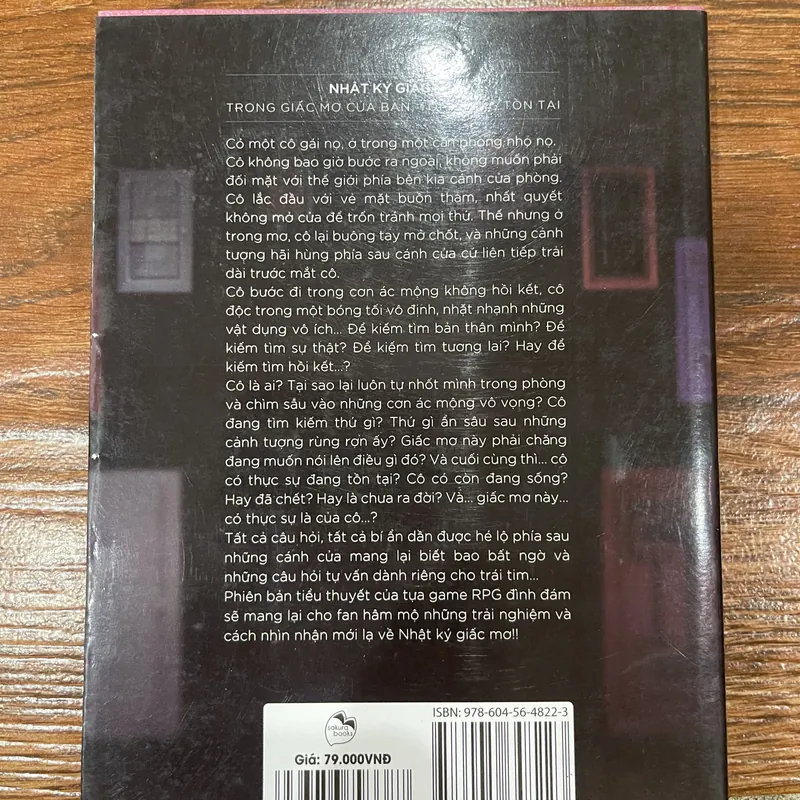 NHẬT KÝ GIẤC
TRONG GIẤC MƠ CỦA BẠN, TỒN TẠI
Có một cô gái nọ, ở trong một căn phòng nhỏ nọ.
Cô không bao giờ bước ra ngoài, không muốn phải
đối mặt với thế giới phía bên kia cánh cửa phòng.
Cô lắc đầu với vẻ mặt buồn thảm, nhất quyết
không mở cửa để trốn tránh mọi thứ. Thế nhưng ở
trong mơ, cô lại buông tay mở chốt, và những cảnh
tượng hãi hùng phía sau cánh cửa cứ liên tiếp trải
dài trước mắt cô.
Cô bước đi trong cơn ác mộng không hồi kết, cô
độc trong một bóng tối vô định, nhặt nhạnh những
vật dụng vô ích... Để kiếm tìm bản thân mình? Để
kiếm tìm sự thật? Để kiếm tìm tương lai? Hay để
kiếm tìm hồi kết...?
Cô là ai? Tại sao lại luôn tự nhốt mình trong phòng
và chìm sâu vào những cơn ác mộng vô vọng? Cô
đang tìm kiếm thứ gì? Thứ gì ẩn sâu sau những
cảnh tượng rùng rợn ấy? Giấc mơ này phải chăng
đang muốn nói lên điều gì đó? Và cuối cùng thì... cô
có thực sự đang tồn tại? Cô có còn đang sống?
Hay đã chết? Hay là chưa ra đời? Và... giấc mơ này...
có thực sự là của cô...?
Tất cả câu hỏi, tất cả bí ẩn dần được hé lộ phía sau
những cánh cửa mang lại biết bao bất ngờ và
những câu hỏi tự vấn dành riêng cho trái tim...
Phiên bản tiểu thuyết của tựa game RPG đình đám
sẽ mang lại cho fan hâm mộ những trải nghiệm và
cách nhìn nhận mới lạ về Nhật ký giấc mơ!!
sakura
books
Giá: 79.000VNĐ
ISBN: 978-604-56-4822-3